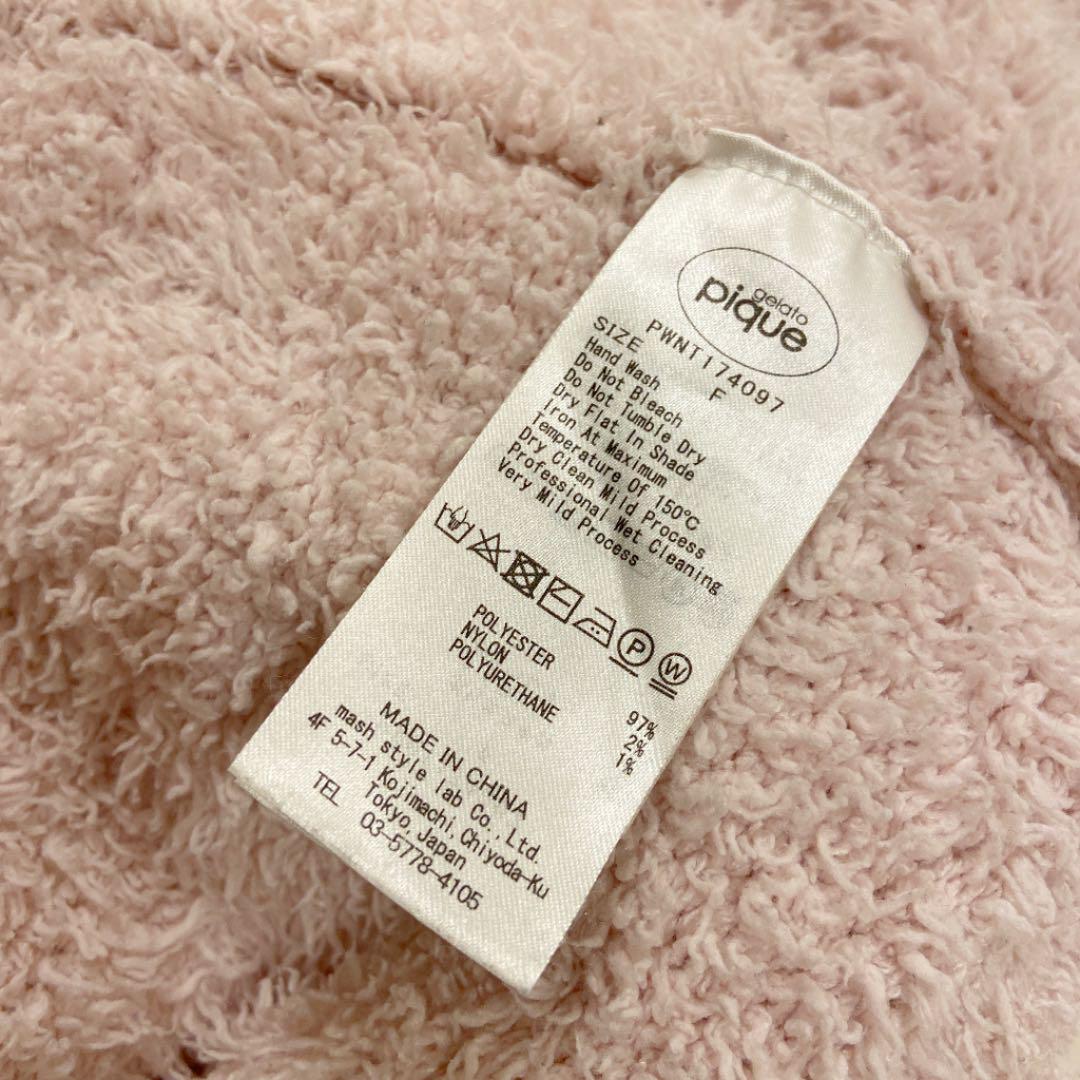 gelato
pique
PWNT174097
SIZE F
Hand Wash
Do Not Bleach
Do Not Tumble Dry
Dry Flat In Shade
Iron At Maximum
Temperature Of 150℃
Dry Clean Mild Process
Professional Wet Cleaning
Very Mild Process
P W
POLYESTER 97%
NYLON 2%
POLYURETHANE 1%
MADE IN CHINA
mash style lab Co., Ltd.
4F 5-7-1 Kojimachi, Chiyoda-Ku
Tokyo, Japan
TEL 03-5778-4105